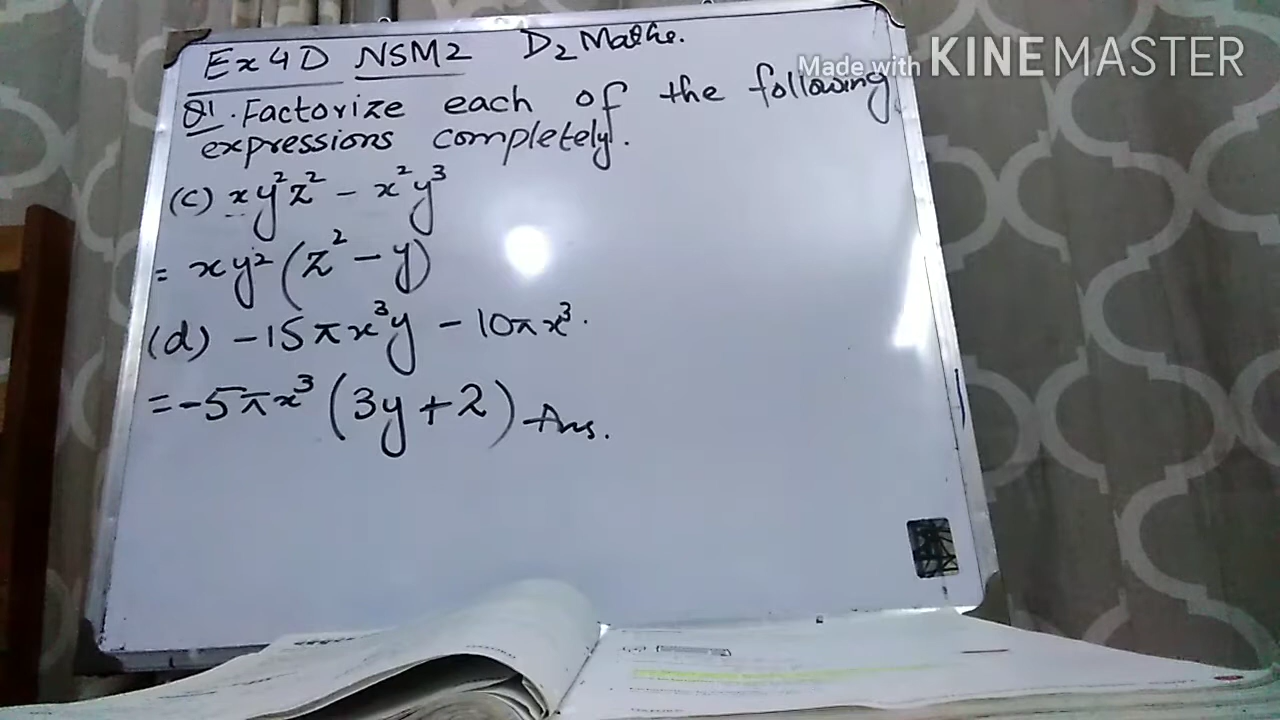 Ex 4D NSM2 D2 Maths.
Made with KINEMASTER
Q1. Factorize each of the following
expressions completely.
(c) xy²z² - x²y³
= xy² (z² - y)
(d) -15πx³y - 10πx³.
= -5πx³ (3y + 2) Ans.